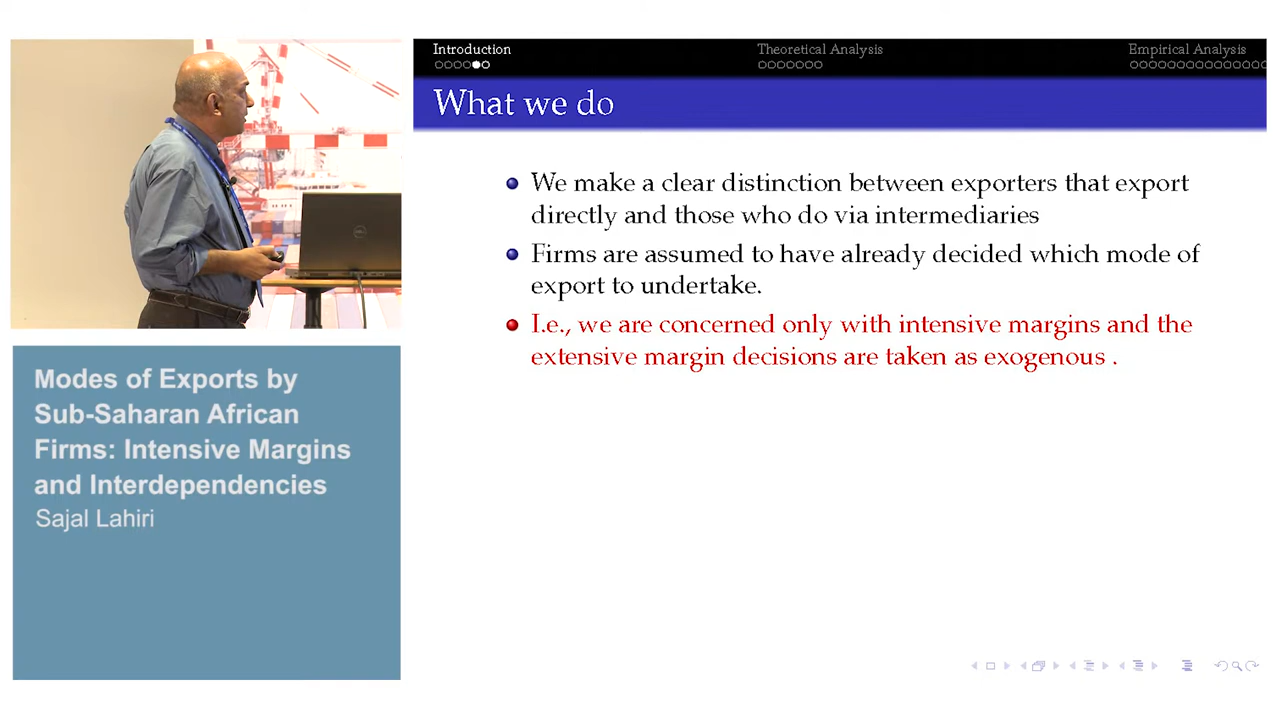 Introduction
Theoretical Analysis
Empirical Analysis
What we do
We make a clear distinction between exporters that export
directly and those who do via intermediaries
Firms are assumed to have already decided which mode of
export to undertake.
I.e., we are concerned only with intensive margins and the
extensive margin decisions are taken as exogenous .
Modes of Exports by
Sub-Saharan African
Firms: Intensive Margins
and Interdependencies
Sajal Lahiri